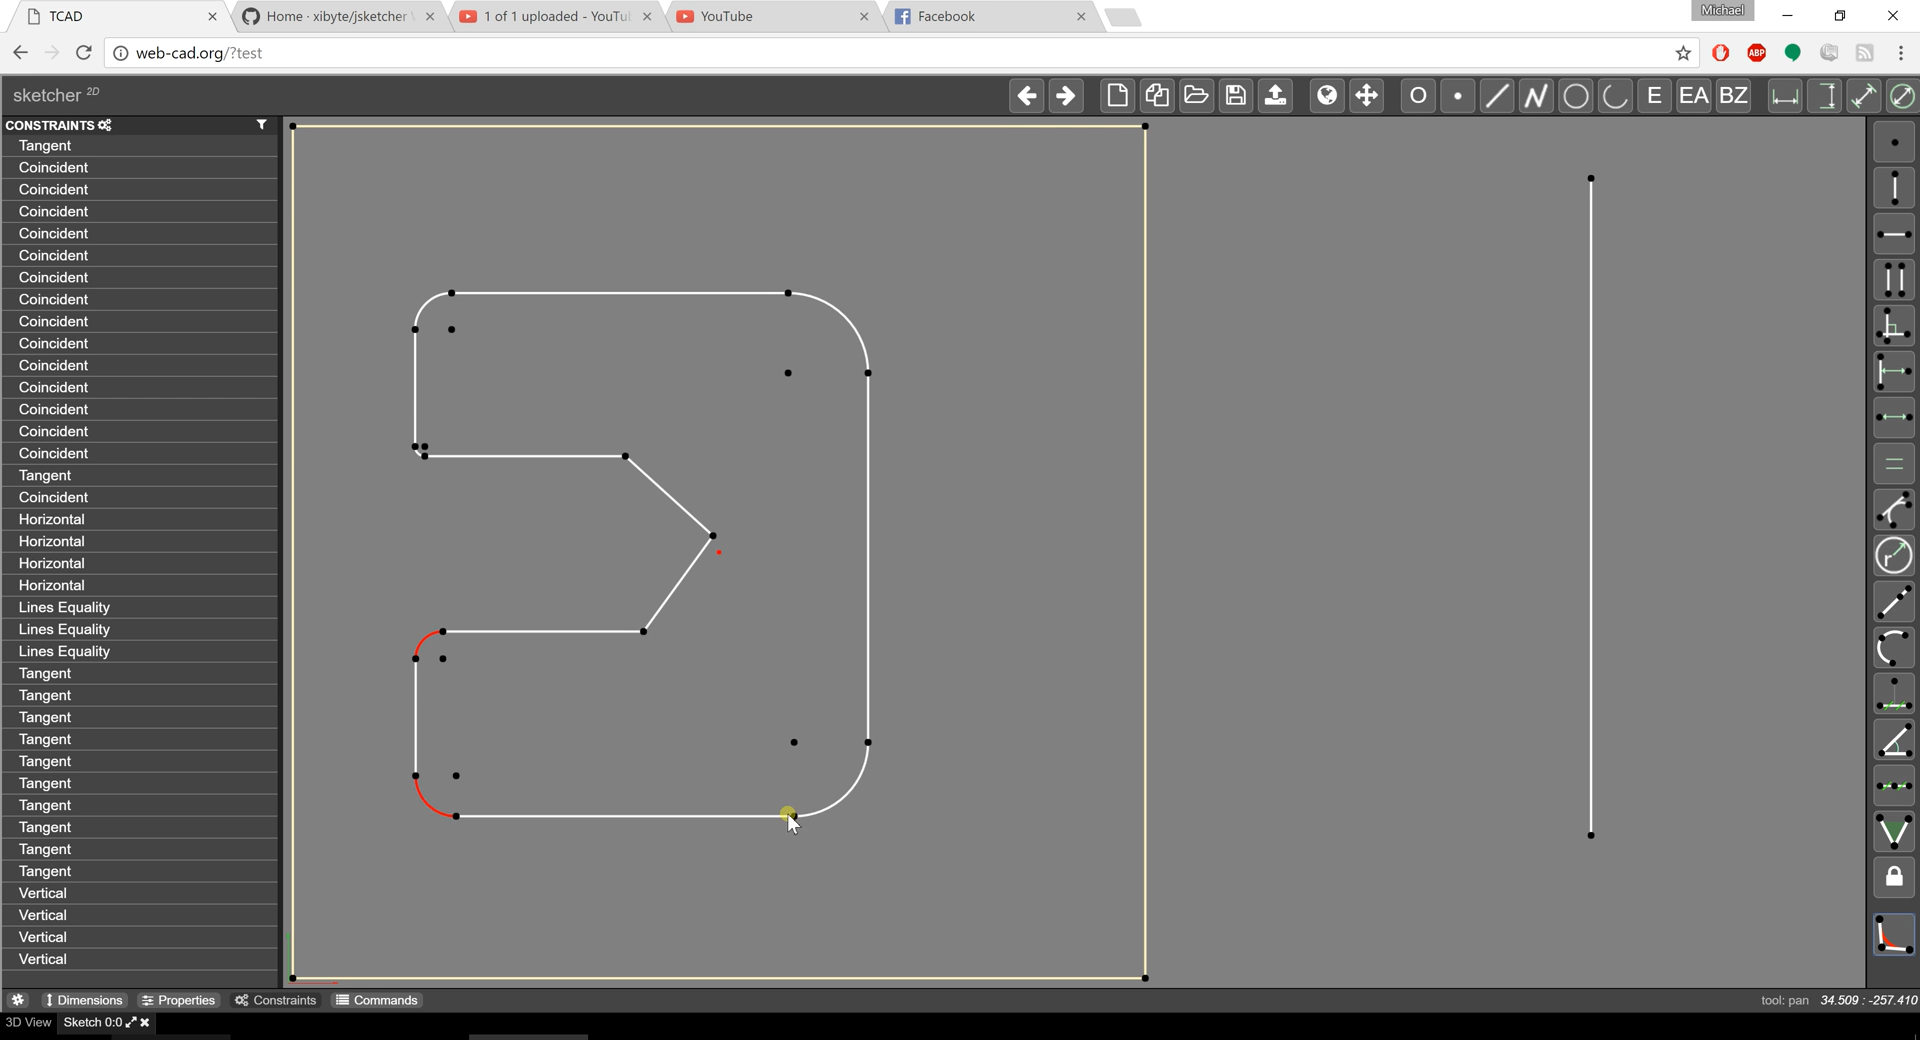 TCAD
Home · xibyte/jsketcher
1 of 1 uploaded - YouTu
YouTube
Facebook
Michael
web-cad.org/?test
ABP
sketcher 2D
O
E
EA
BZ
CONSTRAINTS
Tangent
Coincident
Coincident
Coincident
Coincident
Coincident
Coincident
Coincident
Coincident
Coincident
Coincident
Coincident
Coincident
Coincident
Coincident
Tangent
Coincident
Horizontal
Horizontal
Horizontal
Horizontal
Lines Equality
Lines Equality
Lines Equality
Tangent
Tangent
Tangent
Tangent
Tangent
Tangent
Tangent
Tangent
Tangent
Tangent
Vertical
Vertical
Vertical
Vertical
r
Dimensions
Properties
Constraints
Commands
tool: pan 34.509 : -257.410
3D View
Sketch 0:0